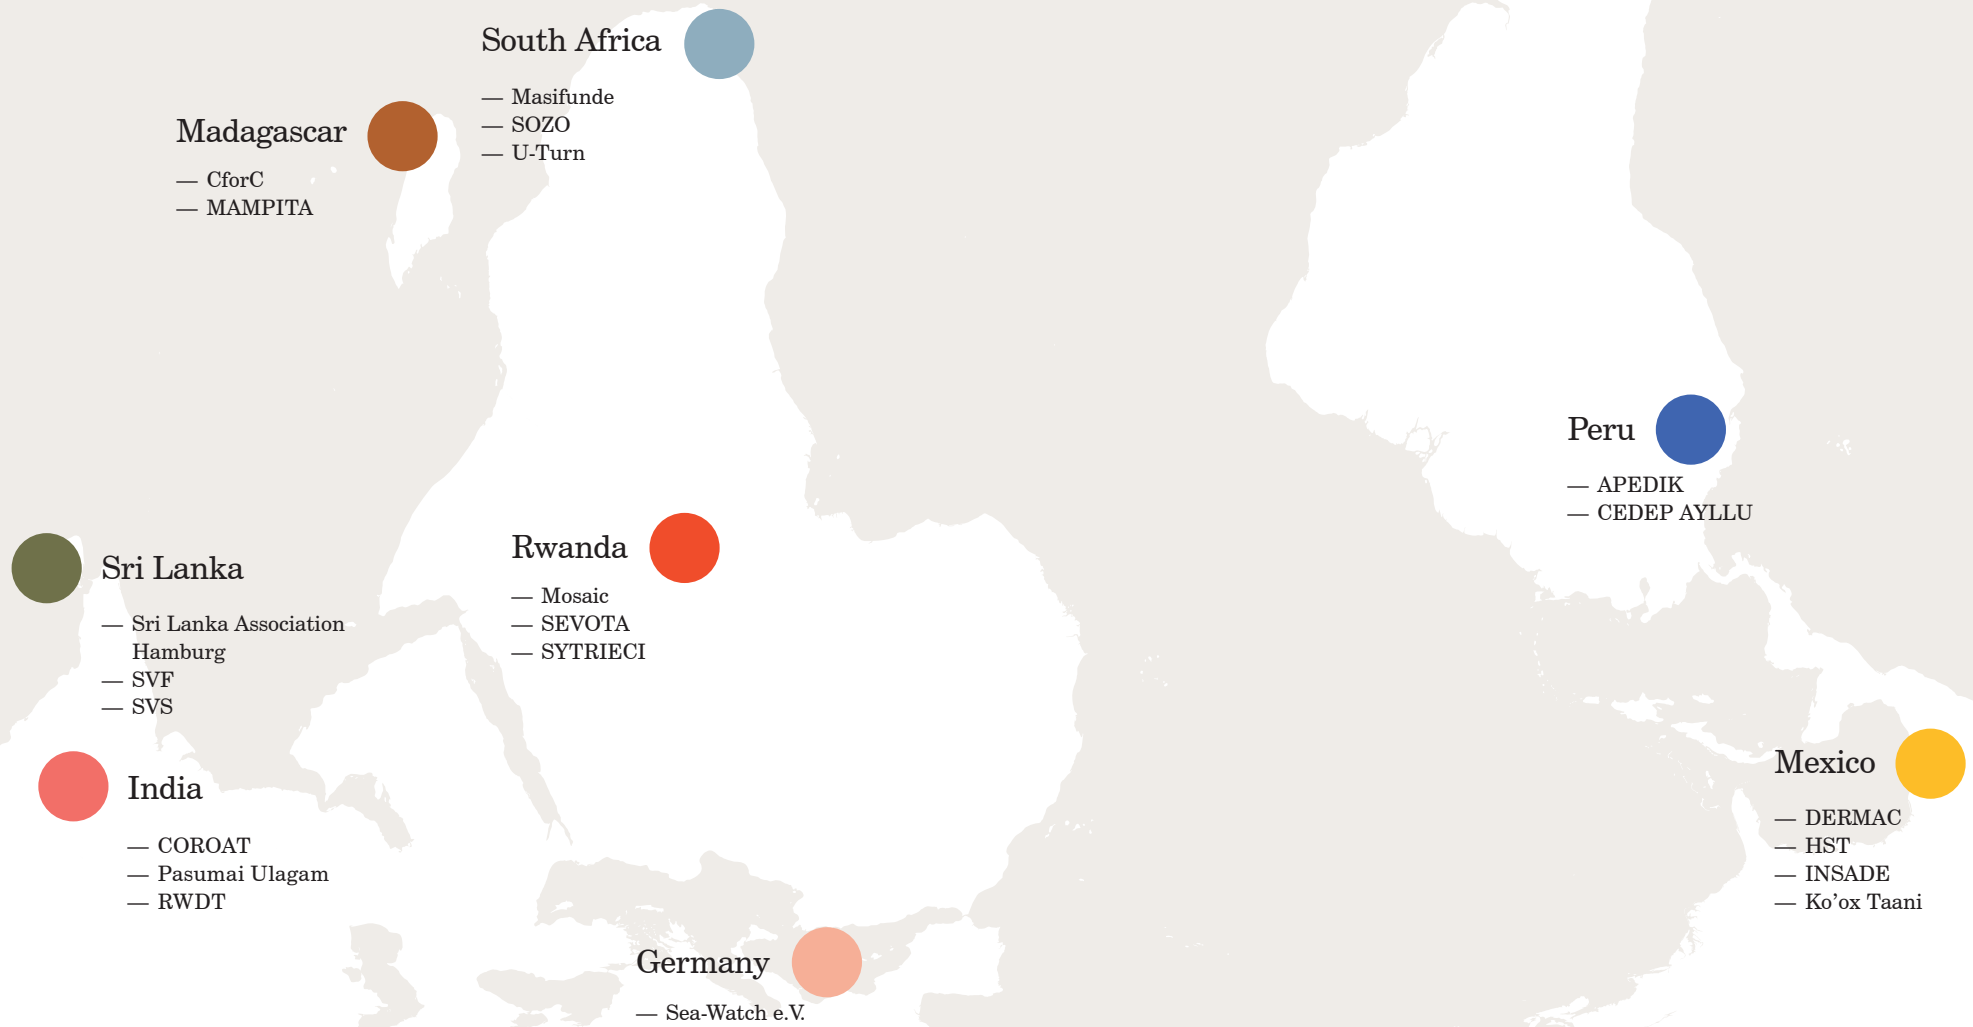 South Africa
— Masifunde
— SOZO
— U-Turn
Madagascar
— CforC
— MAMPITA
Peru
— APEDIK
— CEDEP AYLLU
Rwanda
— Mosaic
— SEVOTA
— SYTRIECI
Sri Lanka
— Sri Lanka Association
Hamburg
— SVF
— SVS
India
— COROAT
— Pasumai Ulagam
— RWDT
Mexico
— DERMAC
— HST
— INSADE
— Ko’ox Taani
Germany
— Sea-Watch e.V.